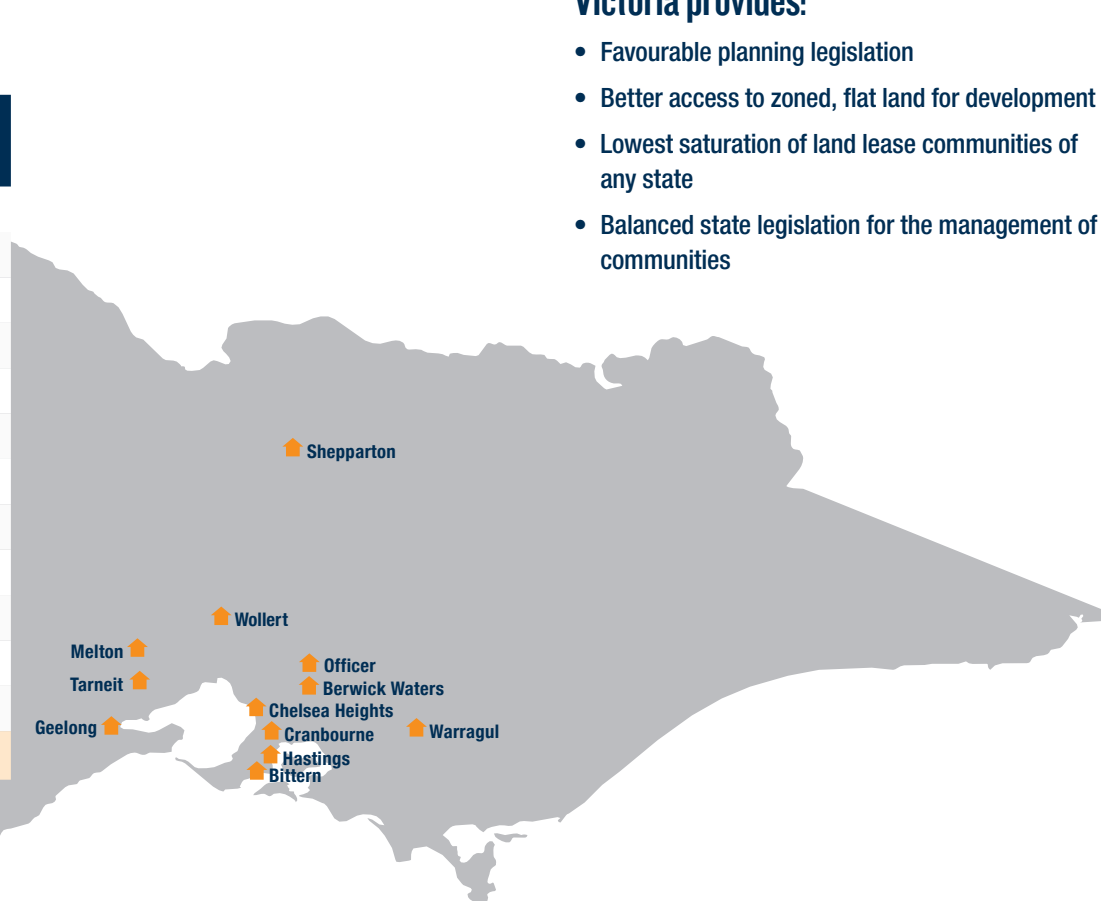 Victoria provides:
• Favourable planning legislation
• Better access to zoned, flat land for development
• Lowest saturation of land lease communities of
any state
• Balanced state legislation for the management of
communities
Shepparton
Wollert
Melton
Officer
Tarneit
Berwick Waters
Chelsea Heights
Geelong
Cranbourne
Warragul
Hastings
Bittern